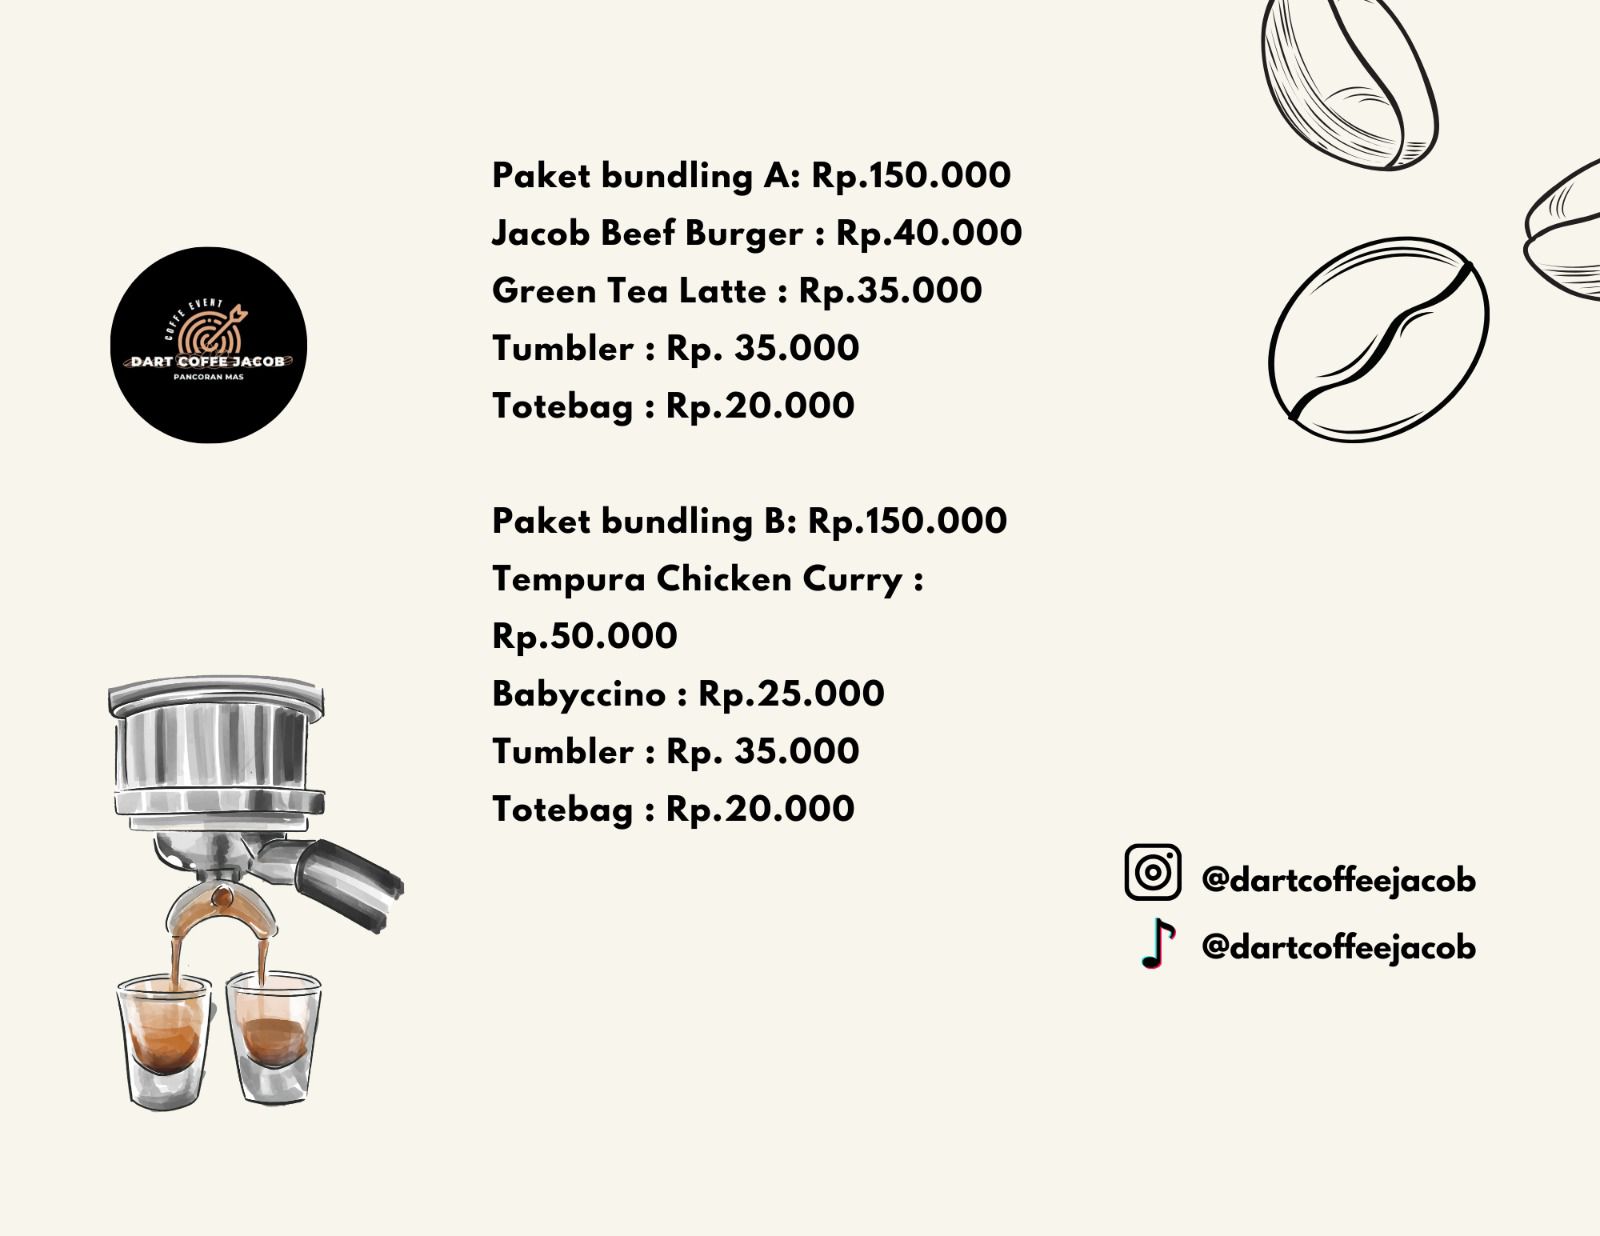 COFFE EVENT
DART COFFE JACOB
PANCORAN MAS
Paket bundling A: Rp.150.000
Jacob Beef Burger : Rp.40.000
Green Tea Latte : Rp.35.000
Tumbler : Rp. 35.000
Totebag : Rp.20.000
Paket bundling B: Rp.150.000
Tempura Chicken Curry :
Rp.50.000
Babyccino : Rp.25.000
Tumbler : Rp. 35.000
Totebag : Rp.20.000
@dartcoffeejacob
@dartcoffeejacob